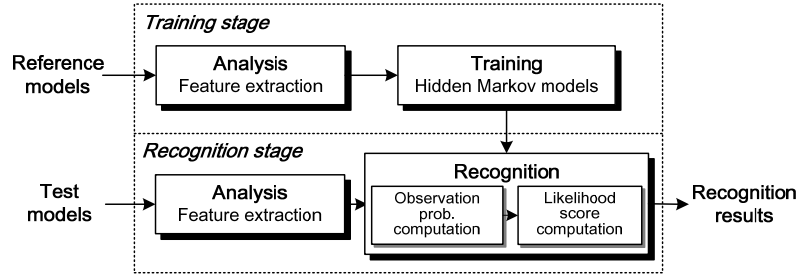 Training stage
Reference
models
Analysis
Feature extraction
Training
Hidden Markov models
Recognition stage
Test
models
Analysis
Feature extraction
Recognition
Observation
prob.
computation
Likelihood
score
computation
Recognition
results